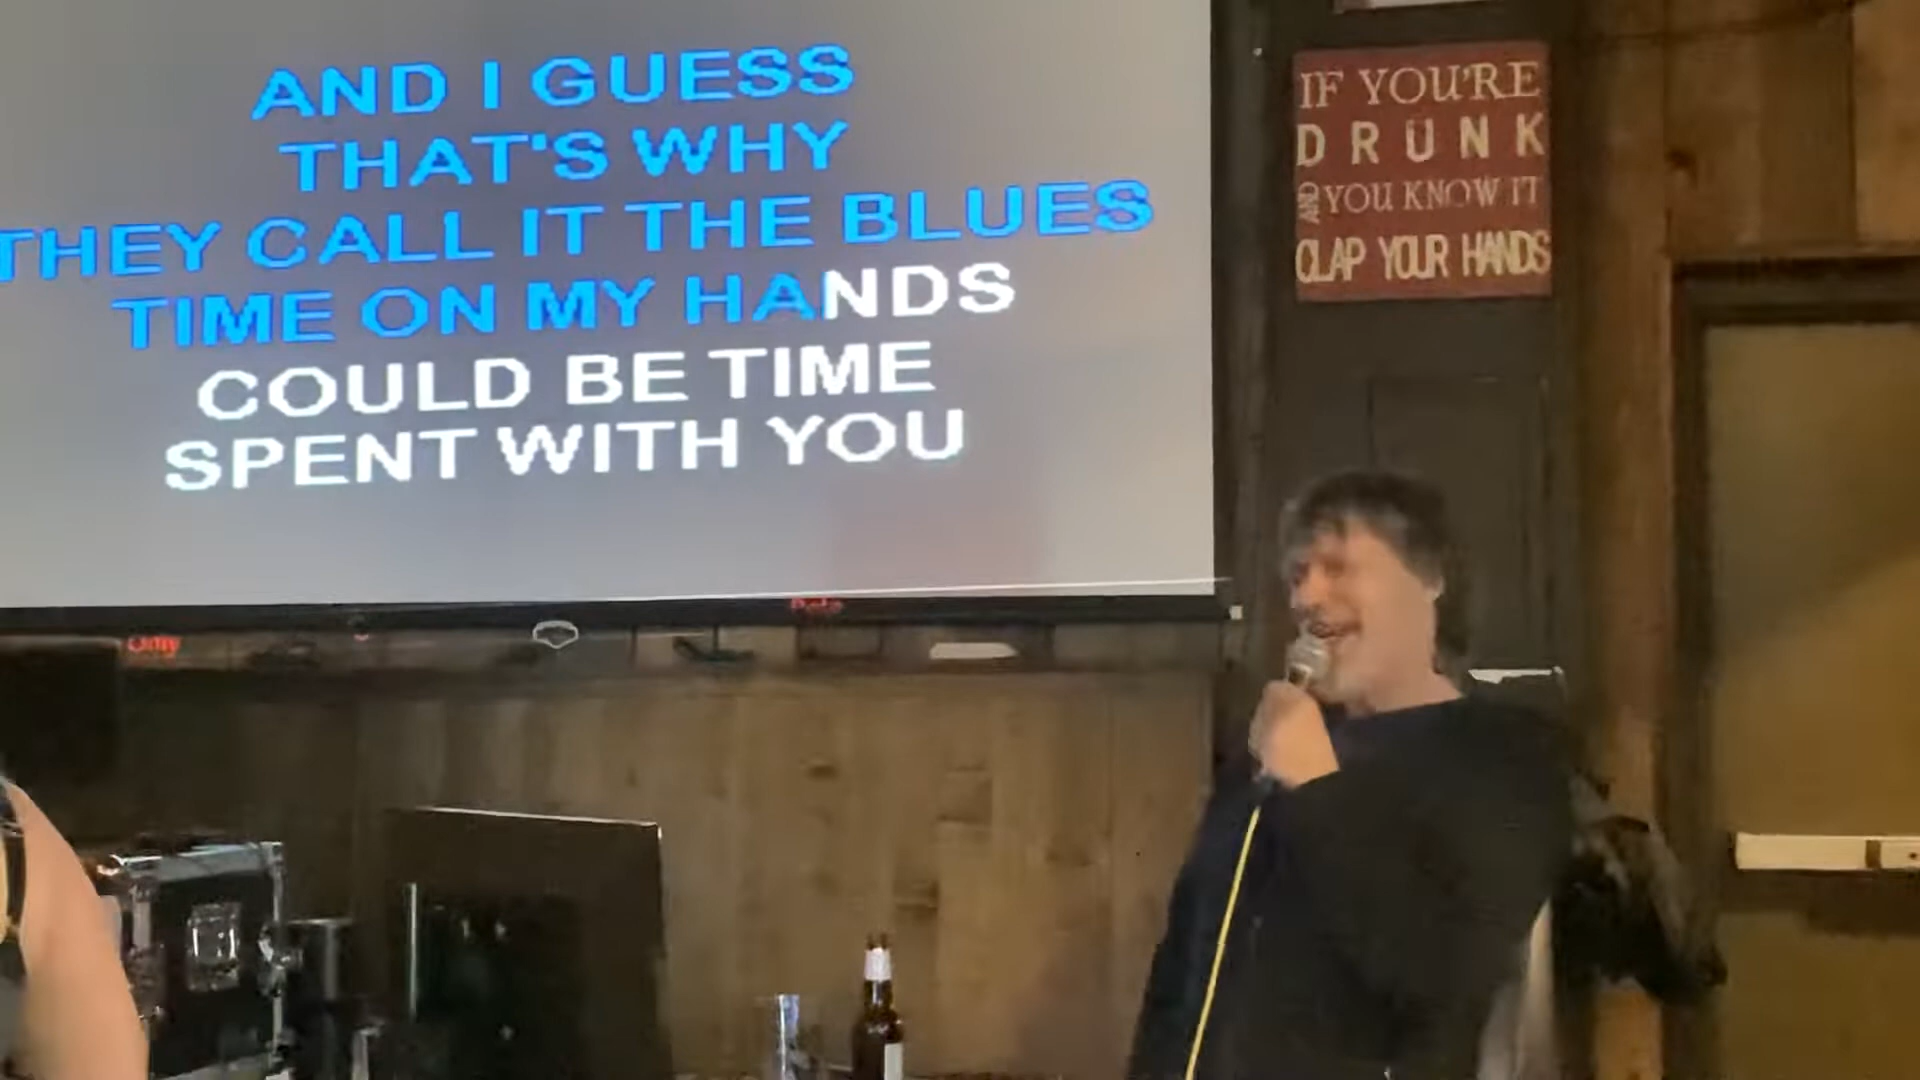 AND I GUESS
THAT'S WHY
THEY CALL IT THE BLUES
TIME ON MY HANDS
COULD BE TIME
SPENT WITH YOU
IF YOU'RE
DRUNK
AND YOU KNOW IT
CLAP YOUR HANDS